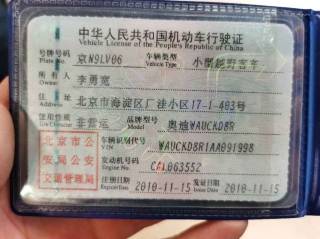 中华人民共和国机动车行驶证
Vehicle License of the People's Republic of China
号牌号码 京N9LV06 车辆类型 小型越野客车
Plate No. Vehicle Type
所有人 李勇宽
Owner
住址 北京市海淀区厂洼小区17-1-403号
Address
使用性质 非营运 品牌型号 奥迪WAUCKD8R
Use Character Model
北京市公 车辆识别代号 WAUCKD8R1AA091998
VIN
安局公安 发动机号码 CAL063552
Engine No.
交通管理局 注册日期 2010-11-15 发证日期 2010-11-15
Register Date Issue Date